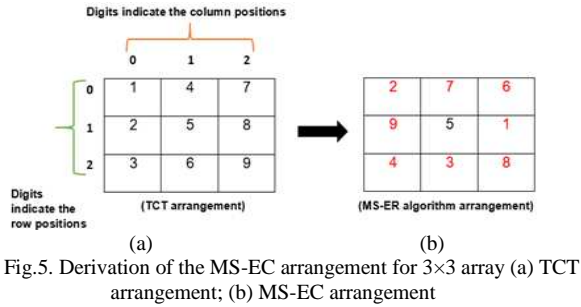 Digits indicate the column positions
0 1 2
0 1 4 7
1 2 5 8
2 3 6 9
2 7 6
9 5 1
4 3 8
Digits
indicate the
row positions
(TCT arrangement)
(MS-ER algorithm arrangement)
(a) (b)
Fig.5. Derivation of the MS-EC arrangement for 3×3 array (a) TCT
arrangement; (b) MS-EC arrangement